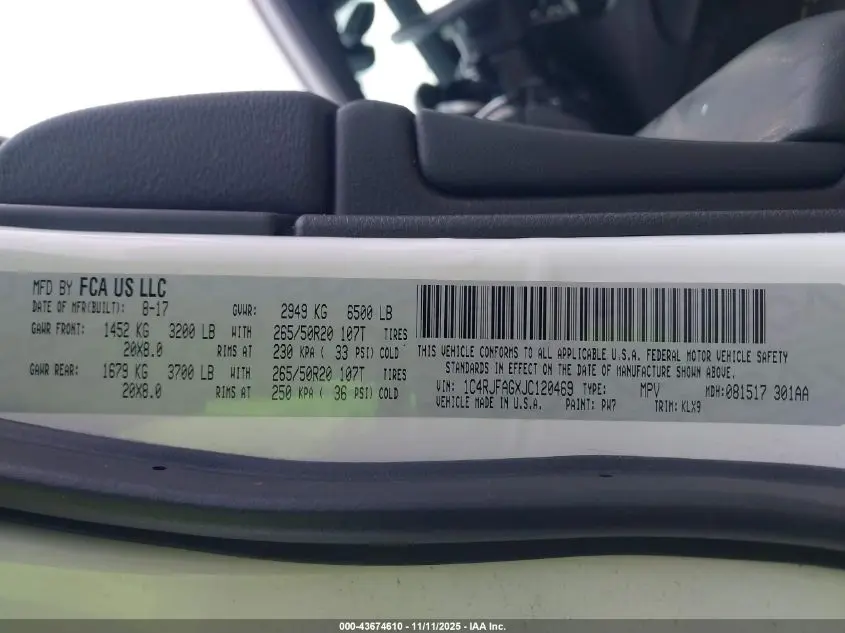 MFD BY FCA US LLC
DATE OF MFR(BUILT): 8-17 GVWR: 2949 KG 6500 LB
GAWR FRONT: 1452 KG 3200 LB WITH 265/50R20 107T TIRES
20X8.0 RIMS AT 230 KPA ( 33 PSI) COLD
GAWR REAR: 1679 KG 3700 LB WITH 265/50R20 107T TIRES
20X8.0 RIMS AT 250 KPA ( 36 PSI) COLD
THIS VEHICLE CONFORMS TO ALL APPLICABLE U.S.A. FEDERAL MOTOR VEHICLE SAFETY
STANDARDS IN EFFECT ON THE DATE OF MANUFACTURE SHOWN ABOVE.
VIN: 1C4RJFAGXJC120469 TYPE: MPV MDH:081517 301AA
VEHICLE MADE IN U.S.A. PAINT: PW7 TRIM: KLX9
000-43674610 - 11/11/2025 - IAA Inc.